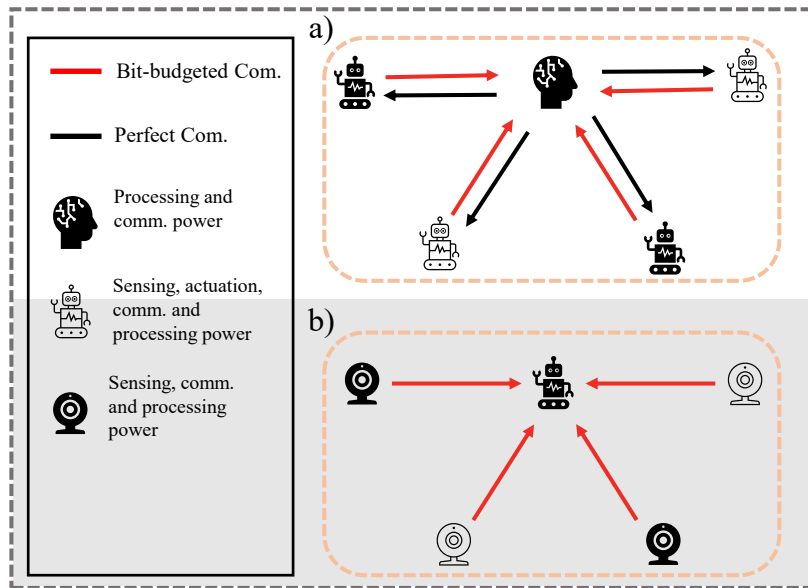 a)
Bit-budgeted Com.
Perfect Com.
Processing and
comm. power
Sensing, actuation,
comm. and
processing power
b)
Sensing, comm.
and processing
power